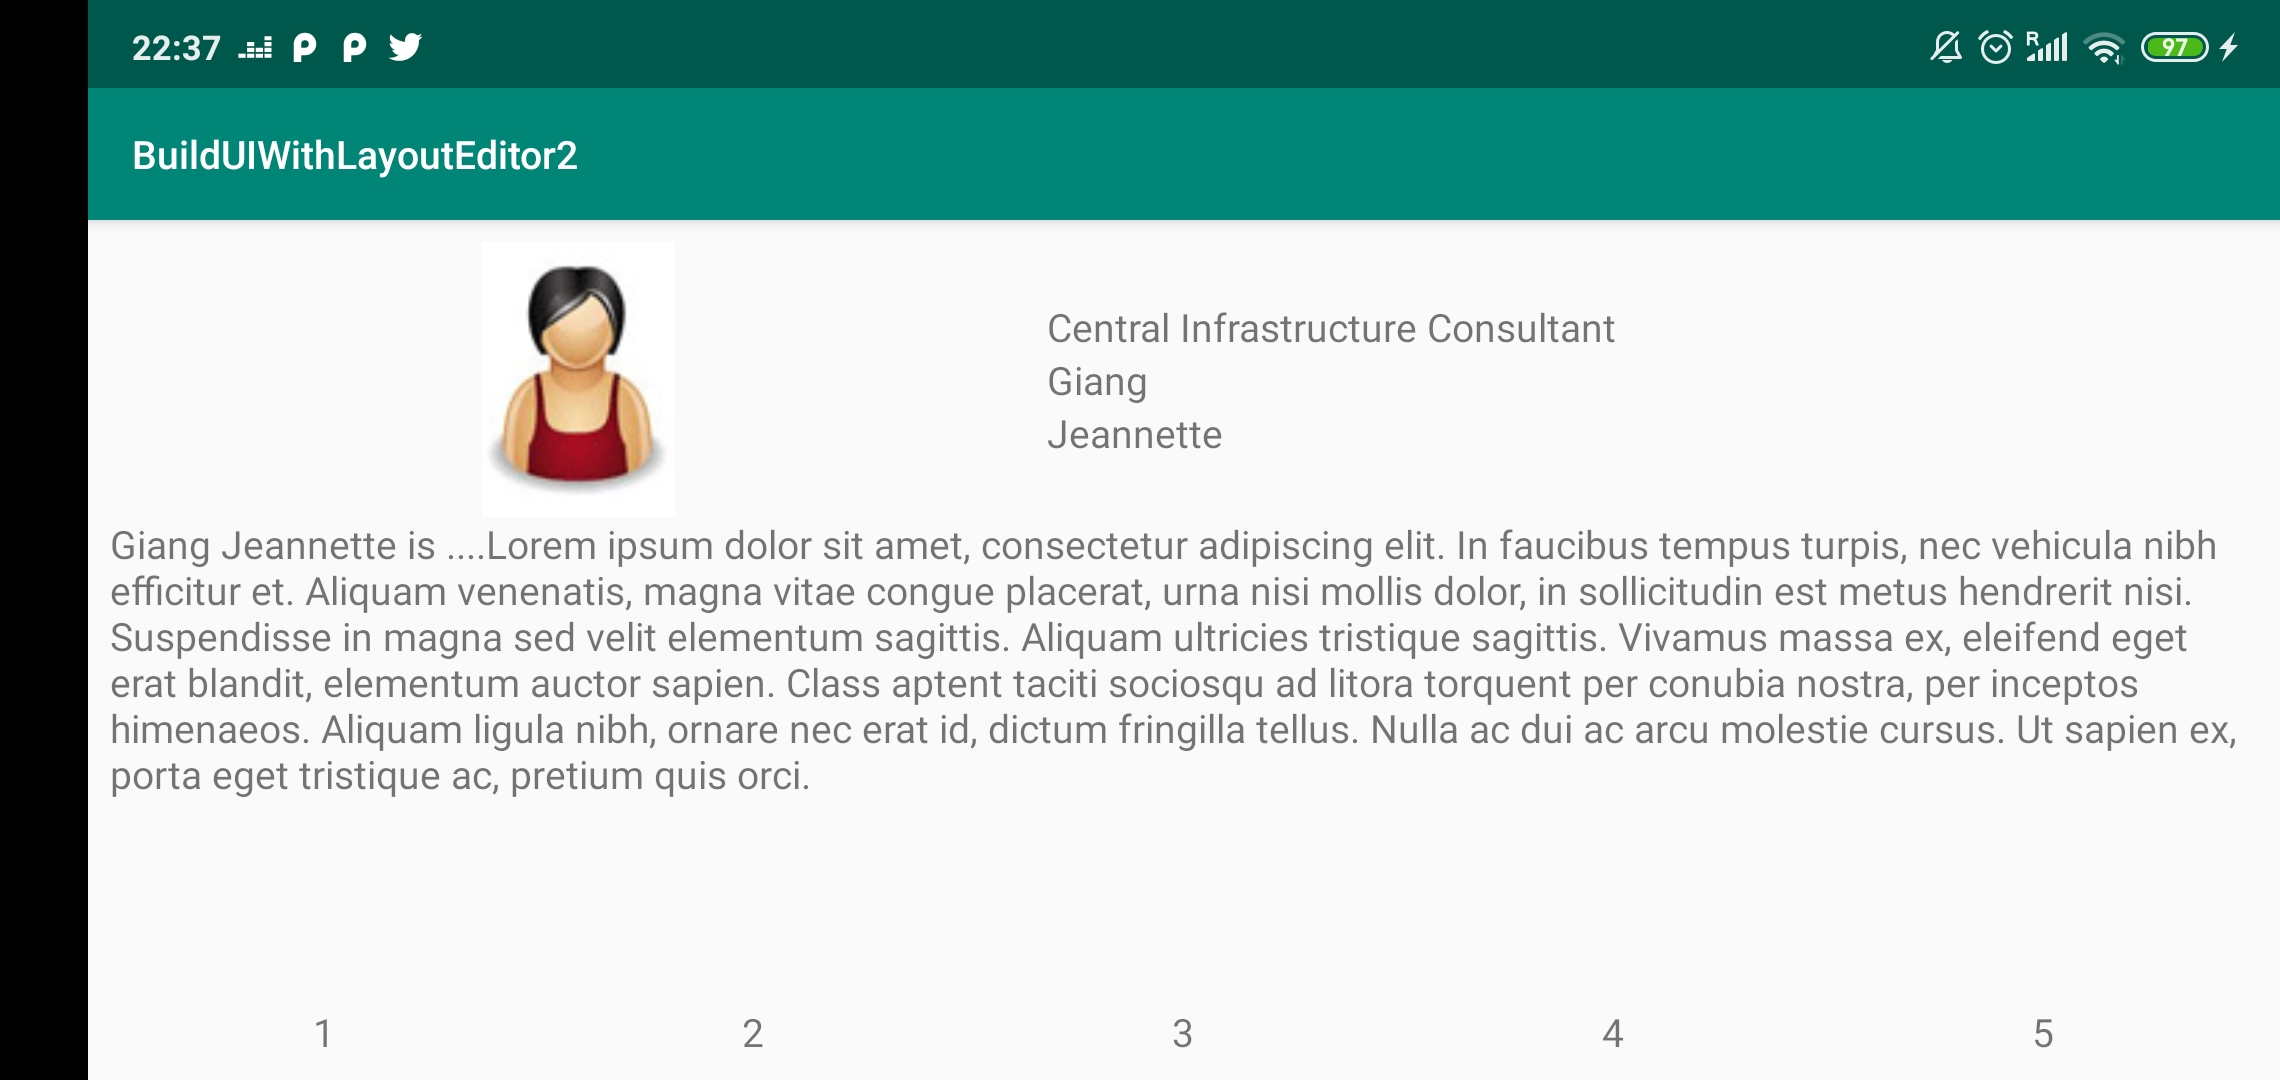 22:37
R
97
BuildUIWithLayoutEditor2
Central Infrastructure Consultant
Giang
Jeannette
Giang Jeannette is ....Lorem ipsum dolor sit amet, consectetur adipiscing elit. In faucibus tempus turpis, nec vehicula nibh
efficitur et. Aliquam venenatis, magna vitae congue placerat, urna nisi mollis dolor, in sollicitudin est metus hendrerit nisi.
Suspendisse in magna sed velit elementum sagittis. Aliquam ultricies tristique sagittis. Vivamus massa ex, eleifend eget
erat blandit, elementum auctor sapien. Class aptent taciti sociosqu ad litora torquent per conubia nostra, per inceptos
himenaeos. Aliquam ligula nibh, ornare nec erat id, dictum fringilla tellus. Nulla ac dui ac arcu molestie cursus. Ut sapien ex,
porta eget tristique ac, pretium quis orci.
1 2 3 4 5